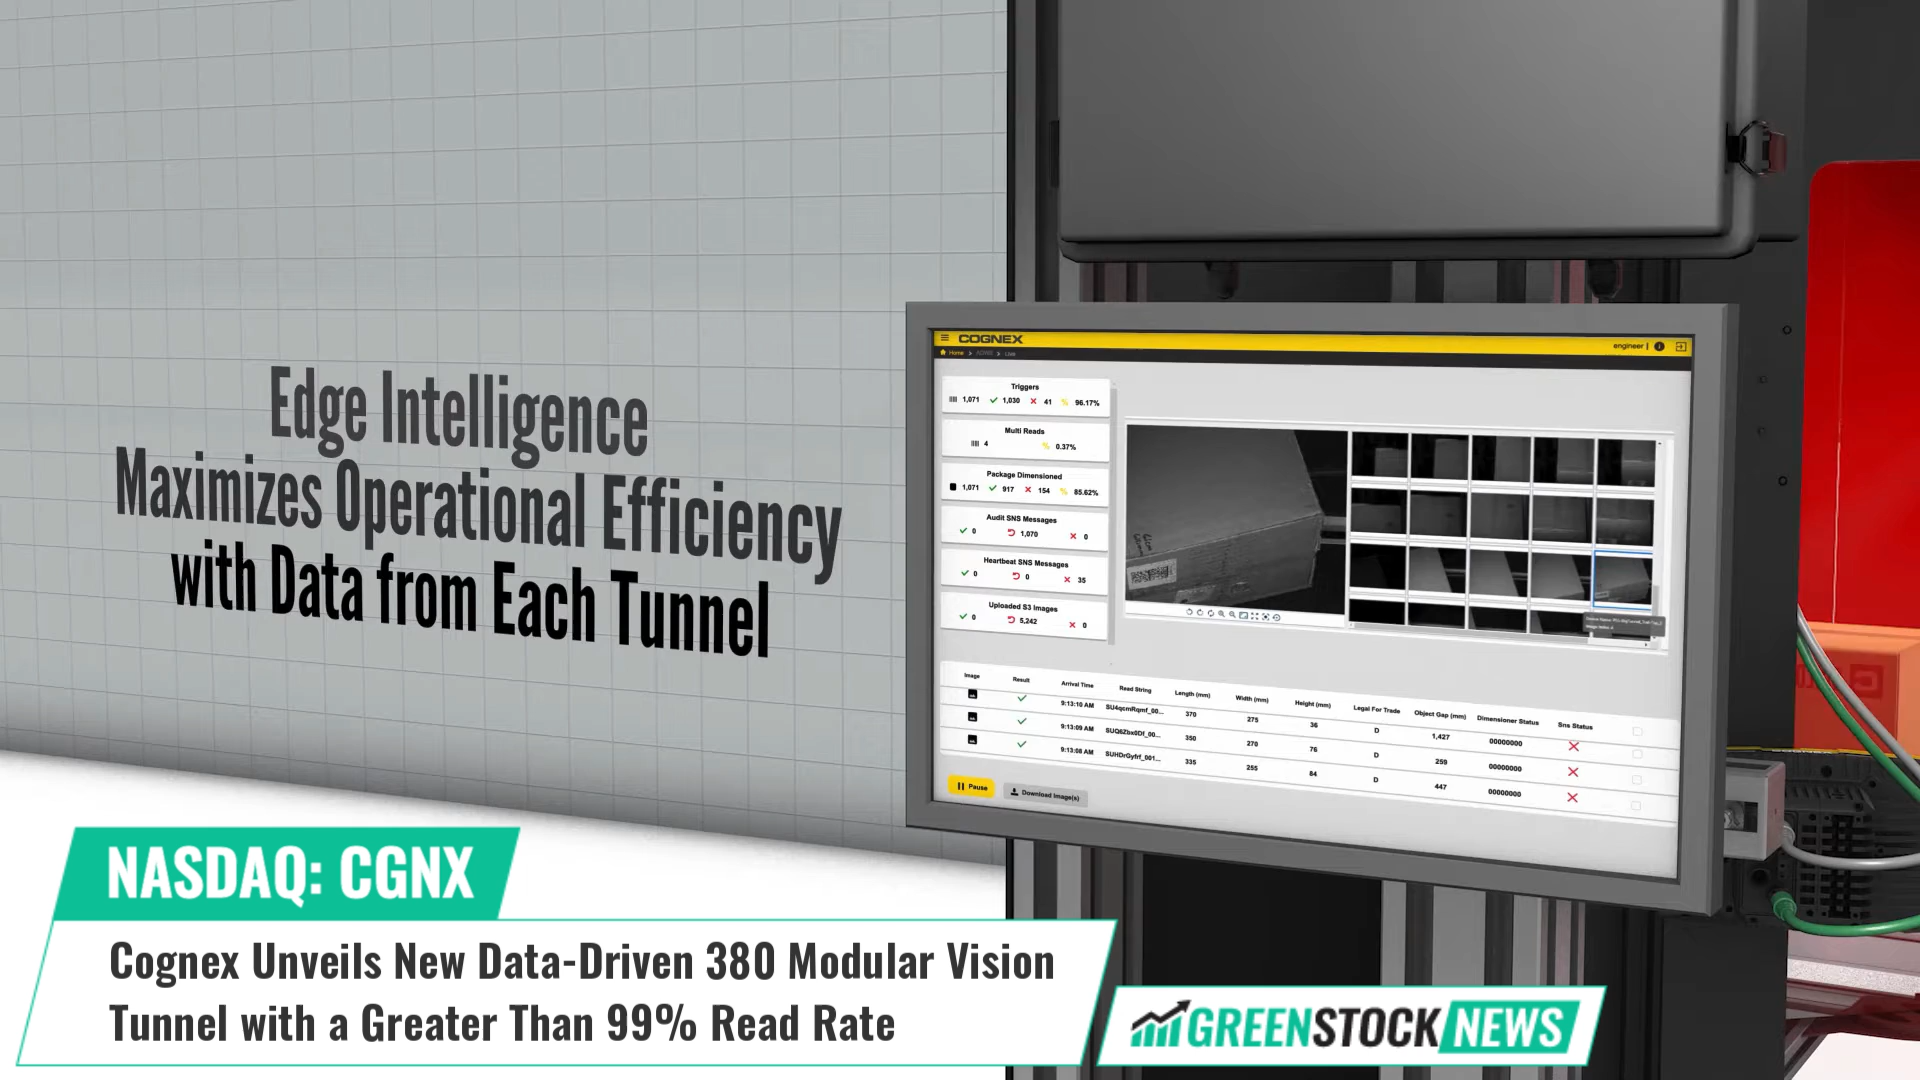 Edge Intelligence
Maximizes Operational Efficiency
with Data from Each Tunnel
COGNEX
engineer
Home > > Live
Triggers
1,071 1,030 41 96.17%
Multi Reads
4 0.37%
Package Dimensioned
1,071 917 154 85.62%
Audit SNS Messages
0 1,070 0
Heartbeat SNS Messages
0 0 35
Uploaded S3 Images
0 5,242 0
Image Result Arrival Time Read String Length (mm) Width (mm) Height (mm) Legal For Trade Object Gap (mm) Dimensioner Status Sns Status
9:13:10 AM SU4qcmRqmf_00... 370 275 36 D 1,427 00000000
9:13:09 AM SUQ6Zbx8Df_00... 350 270 76 D 259 00000000
9:13:08 AM SUHDrGyfrf_001... 335 255 84 D 447 00000000
Pause
Download Image(s)
NASDAQ: CGNX
Cognex Unveils New Data-Driven 380 Modular Vision
Tunnel with a Greater Than 99% Read Rate
GREENSTOCKNEWS